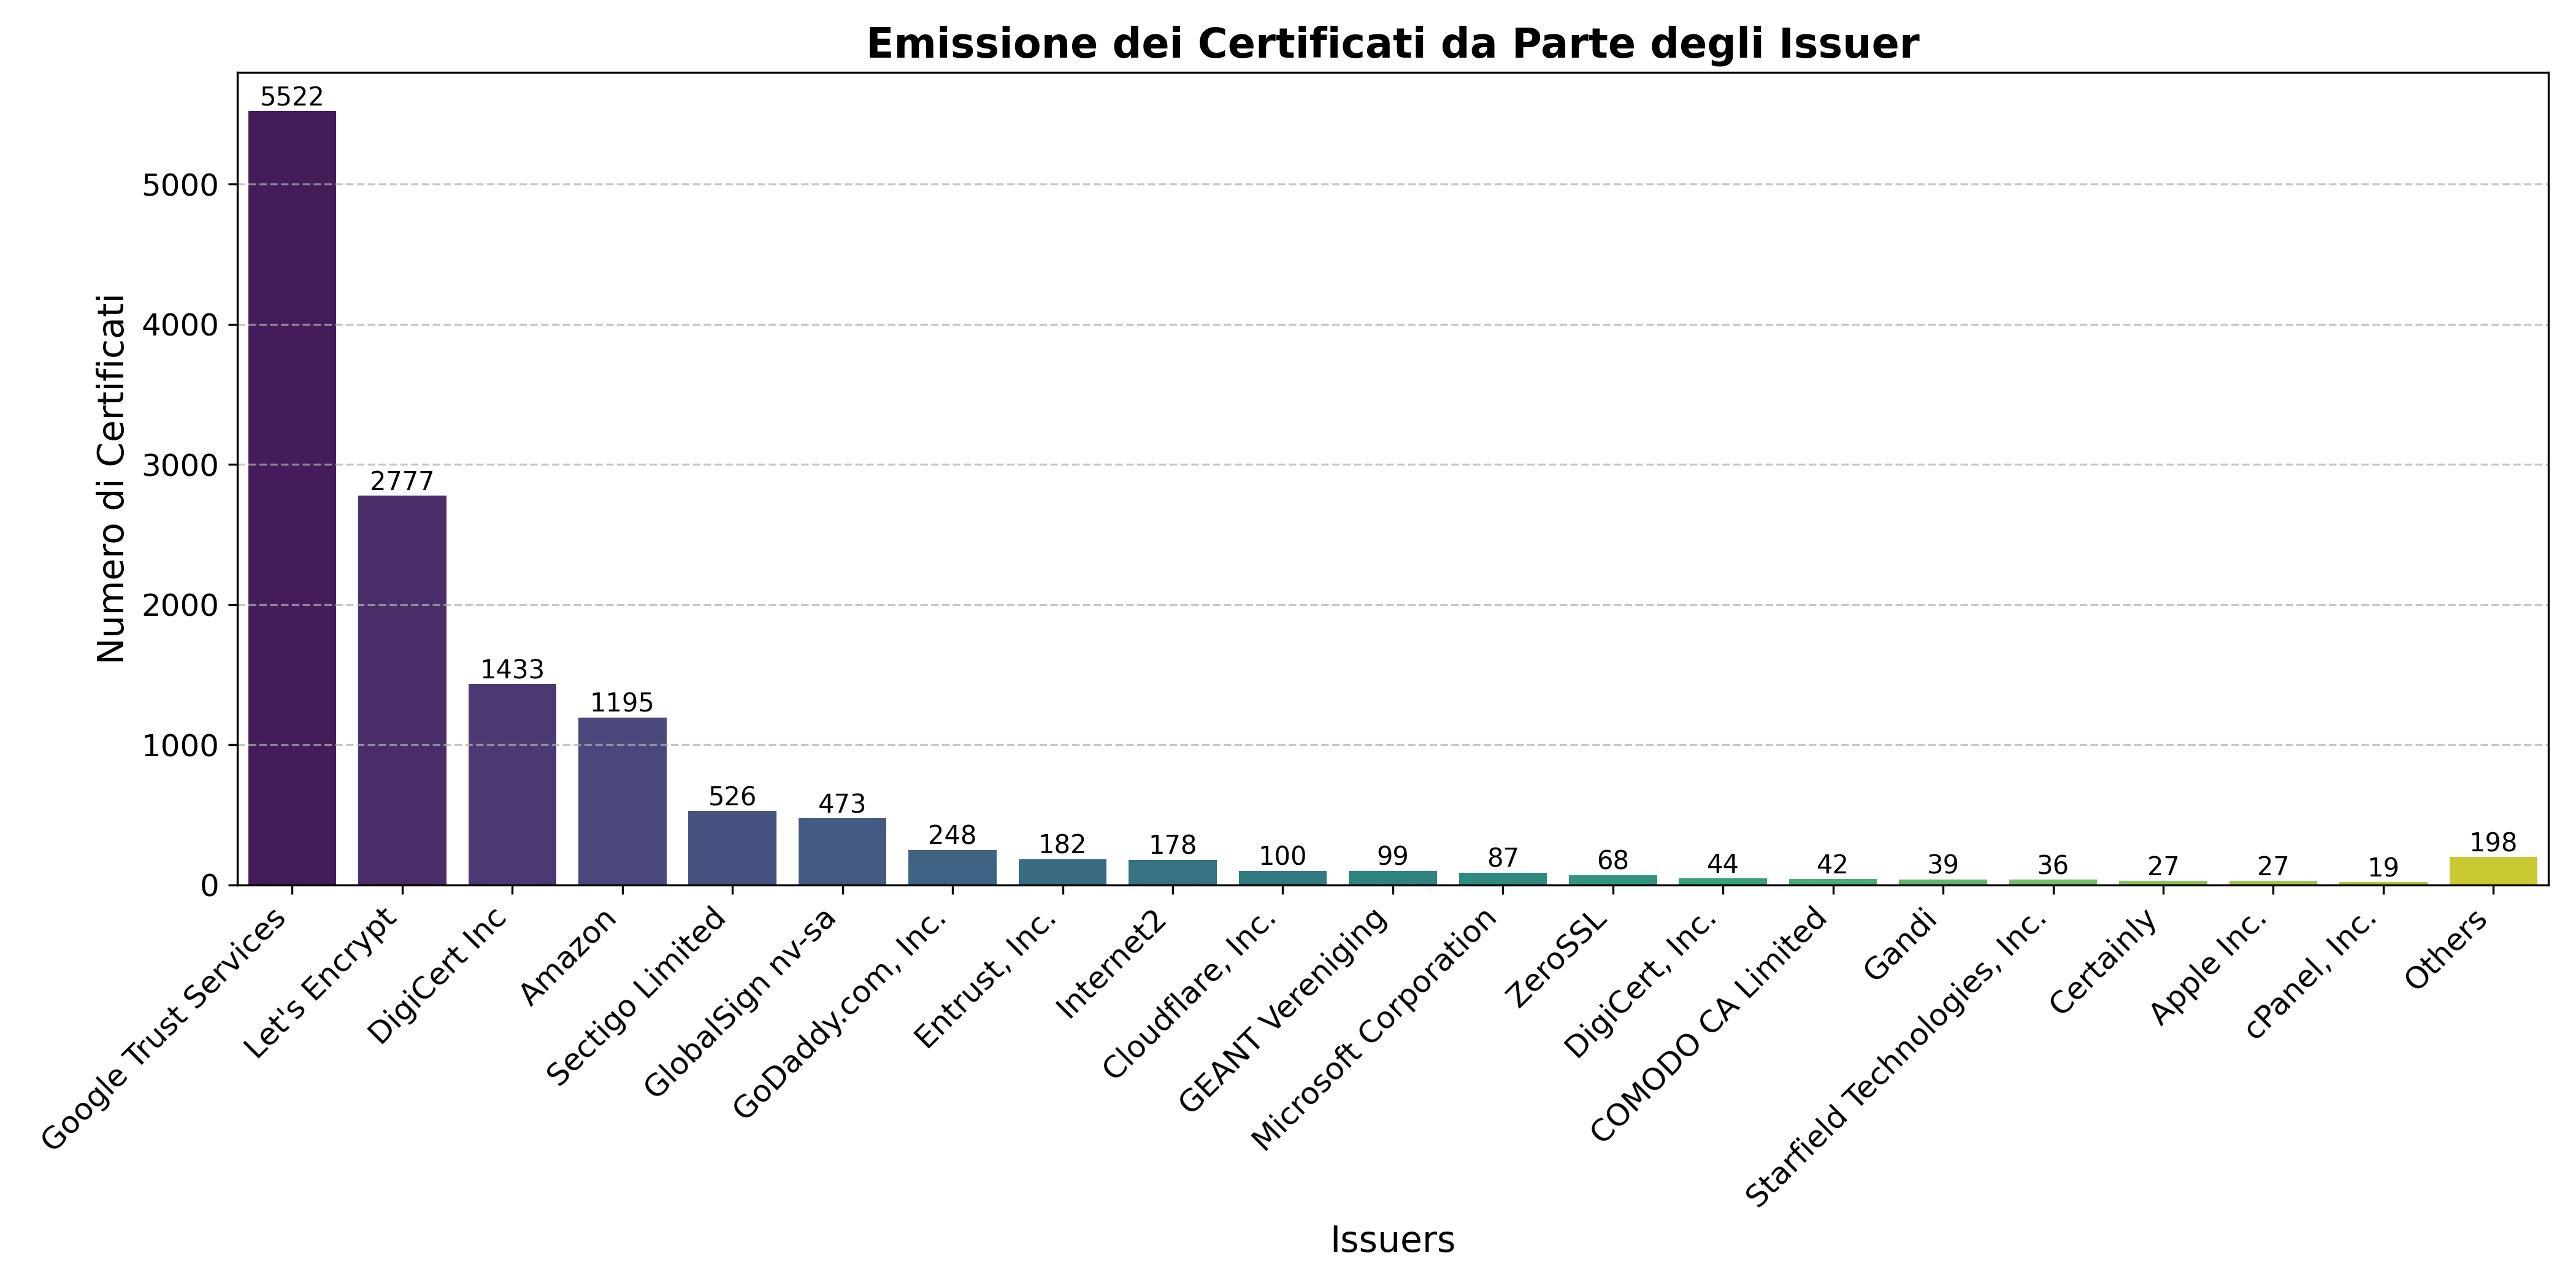 Emissione dei Certificati da Parte degli Issuer
Numero di Certificati
5000
4000
3000
2000
1000
0
5522
2777
1433
1195
526
473
248
182
178
100
99
87
68
44
42
39
36
27
27
19
198
Google Trust Services
Let's Encrypt
DigiCert Inc
Amazon
Sectigo Limited
GlobalSign nv-sa
GoDaddy.com, Inc.
Entrust, Inc.
Internet2
Cloudflare, Inc.
GEANT Vereniging
Microsoft Corporation
ZeroSSL
DigiCert, Inc.
COMODO CA Limited
Gandi
Starfield Technologies, Inc.
Certainly
Apple Inc.
cPanel, Inc.
Others
Issuers